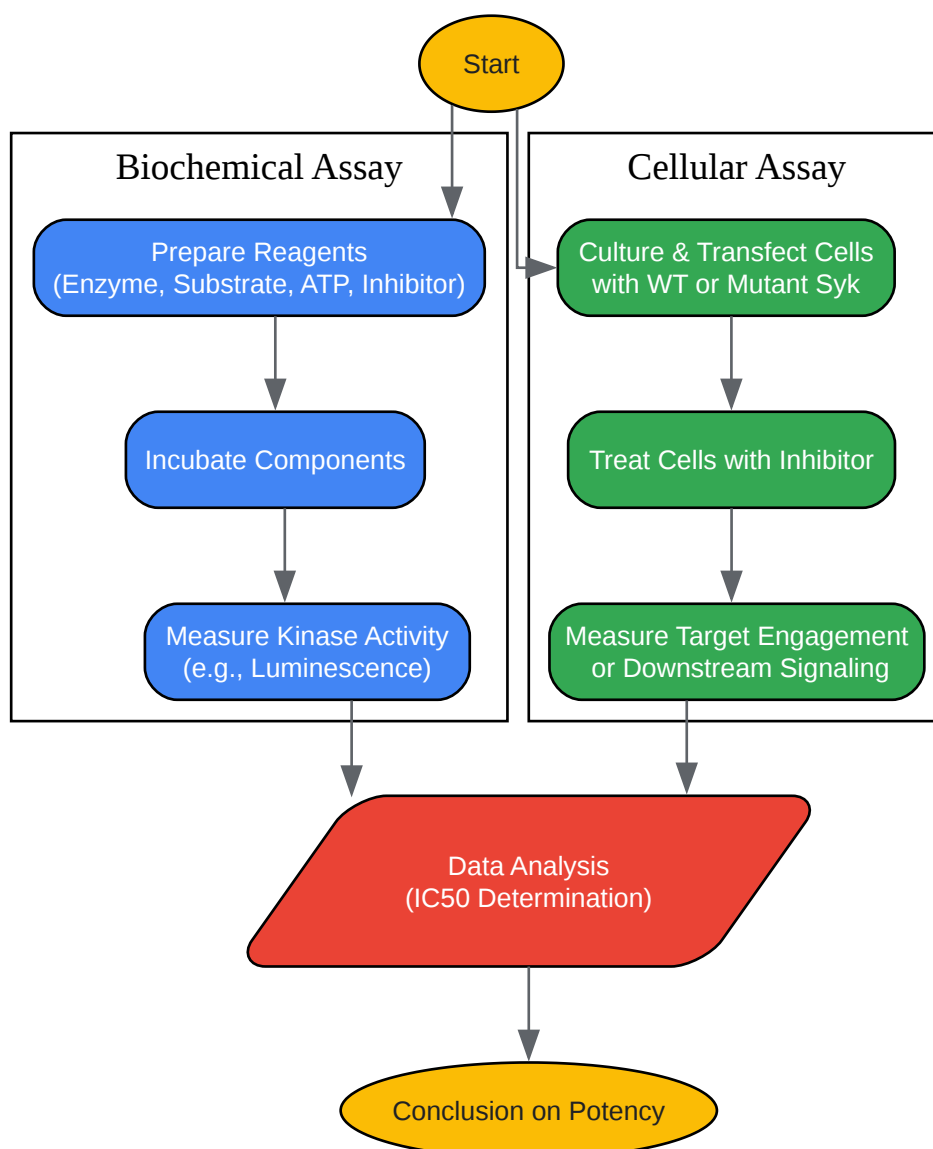 Start
Biochemical Assay
Prepare Reagents
(Enzyme, Substrate, ATP, Inhibitor)
Incubate Components
Measure Kinase Activity
(e.g., Luminescence)
Cellular Assay
Culture & Transfect Cells
with WT or Mutant Syk
Treat Cells with Inhibitor
Measure Target Engagement
or Downstream Signaling
Data Analysis
(IC50 Determination)
Conclusion on Potency